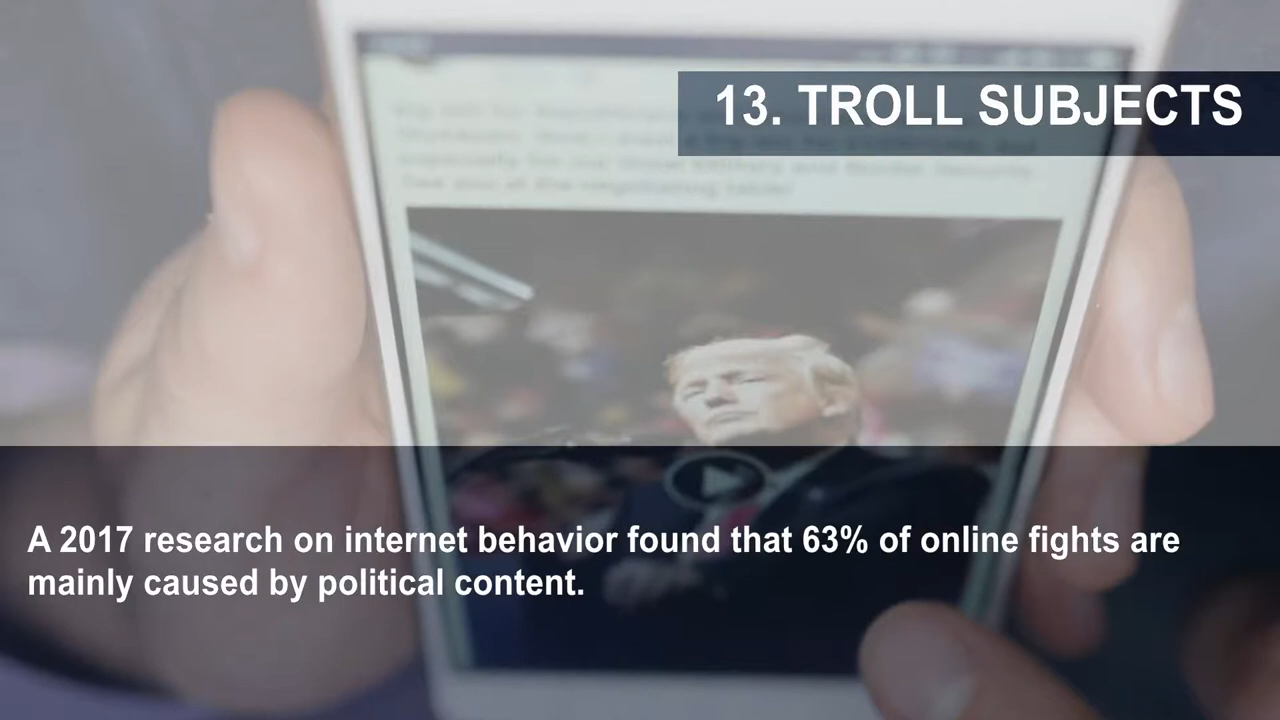 13. TROLL SUBJECTS
A 2017 research on internet behavior found that 63% of online fights are
mainly caused by political content.